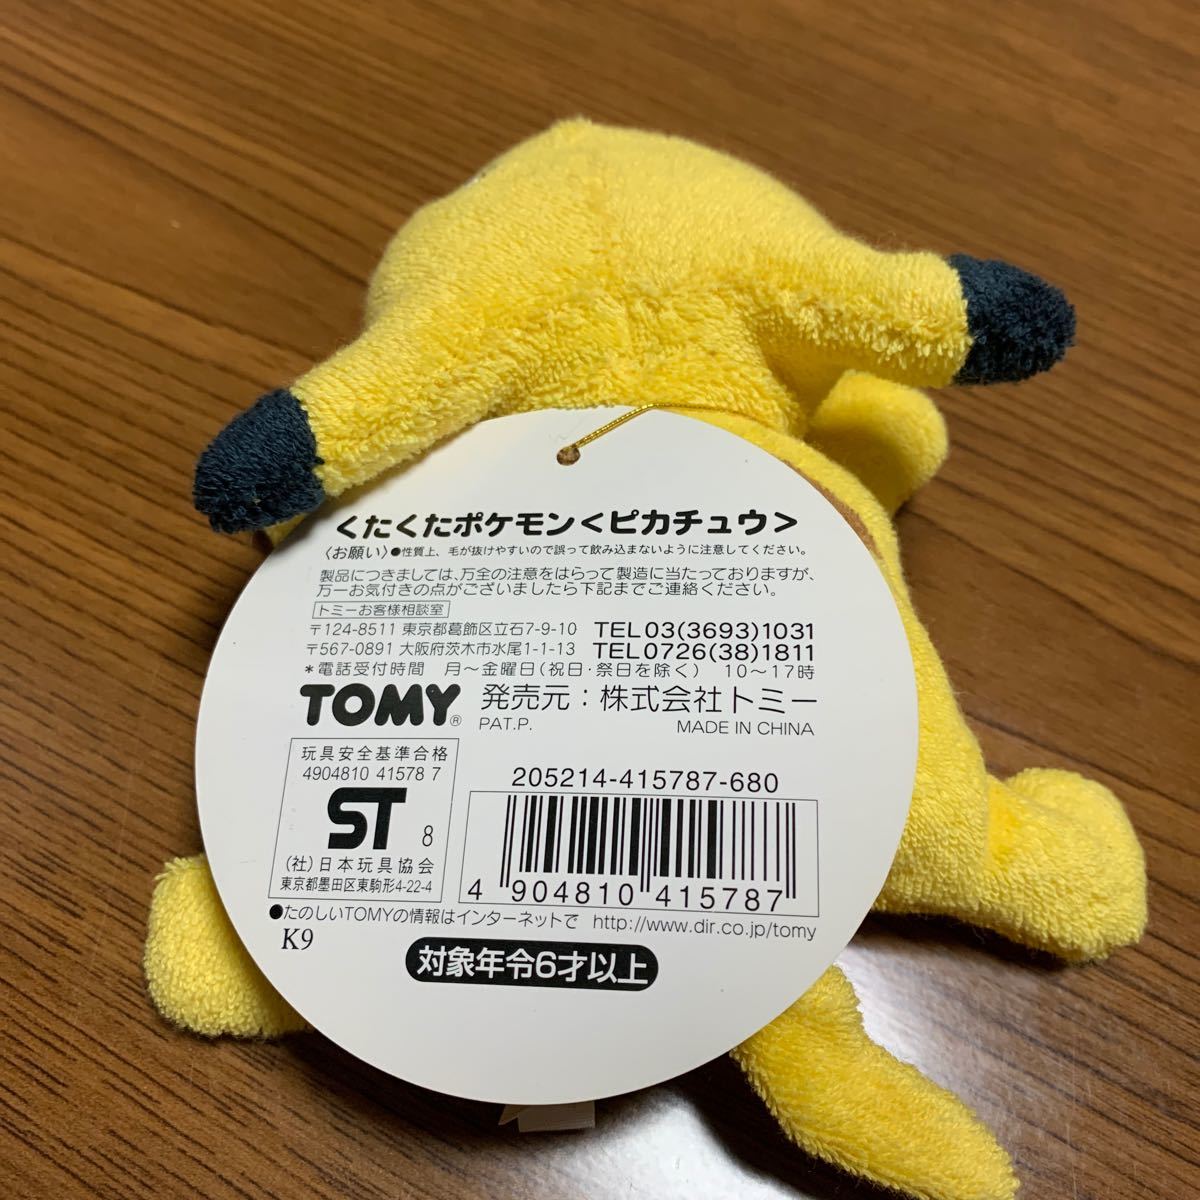 くたくたポケモン<ピカチュウ>
〈お願い〉●性質上、毛が抜けやすいので誤って飲み込まないように注意してください。
製品につきましては、万全の注意をはらって製造に当たっておりますが、
万一お気付きの点がございましたら下記までご連絡ください。
トミーお客様相談室
〒124-8511 東京都葛飾区立石7-9-10 TEL03(3693)1031
〒567-0891 大阪府茨木市水尾1-1-13 TEL0726(38)1811
*電話受付時間 月〜金曜日(祝日・祭日を除く) 10〜17時
TOMY® 発売元:株式会社トミー
PAT.P. MADE IN CHINA
玩具安全基準合格
4904810 41578 7
ST 8
(社)日本玩具協会
東京都墨田区東駒形4-22-4
205214-415787-680
4 904810 415787
●たのしいTOMYの情報はインターネットで http://www.dir.co.jp/tomy
K9
対象年令6才以上